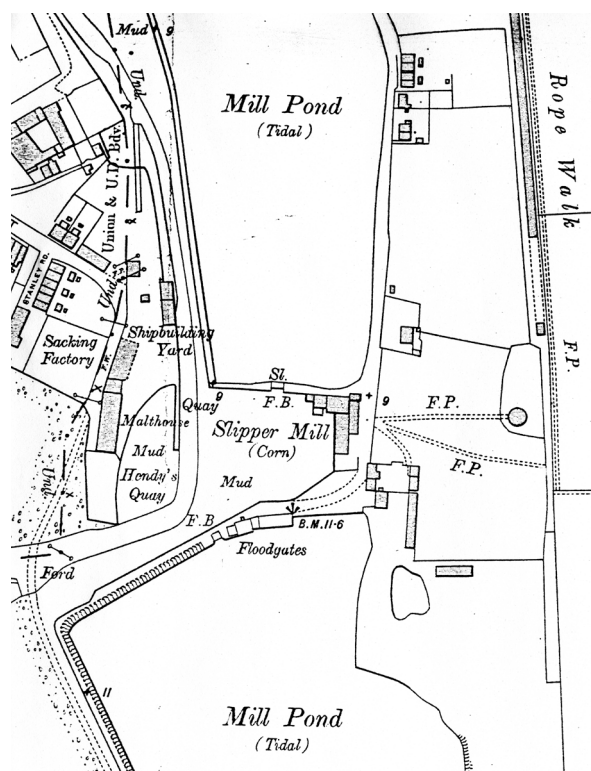 Mud
9
Mill Pond
(Tidal)
Und.
Union & U.D. Bdy.
Rope Walk
STANLEY RD.
Und.
Shipbuilding
Yard
Sacking
Factory
F.W.
F.P.
Sl.
9
F.B.
9
F.P.
Quay
Malthouse
Slipper Mill
(Corn)
Mud
Hendy's
Quay
Mud
F.P.
Und.
F.B
B.M.11·6
Floodgates
Ford
11
Mill Pond
(Tidal)